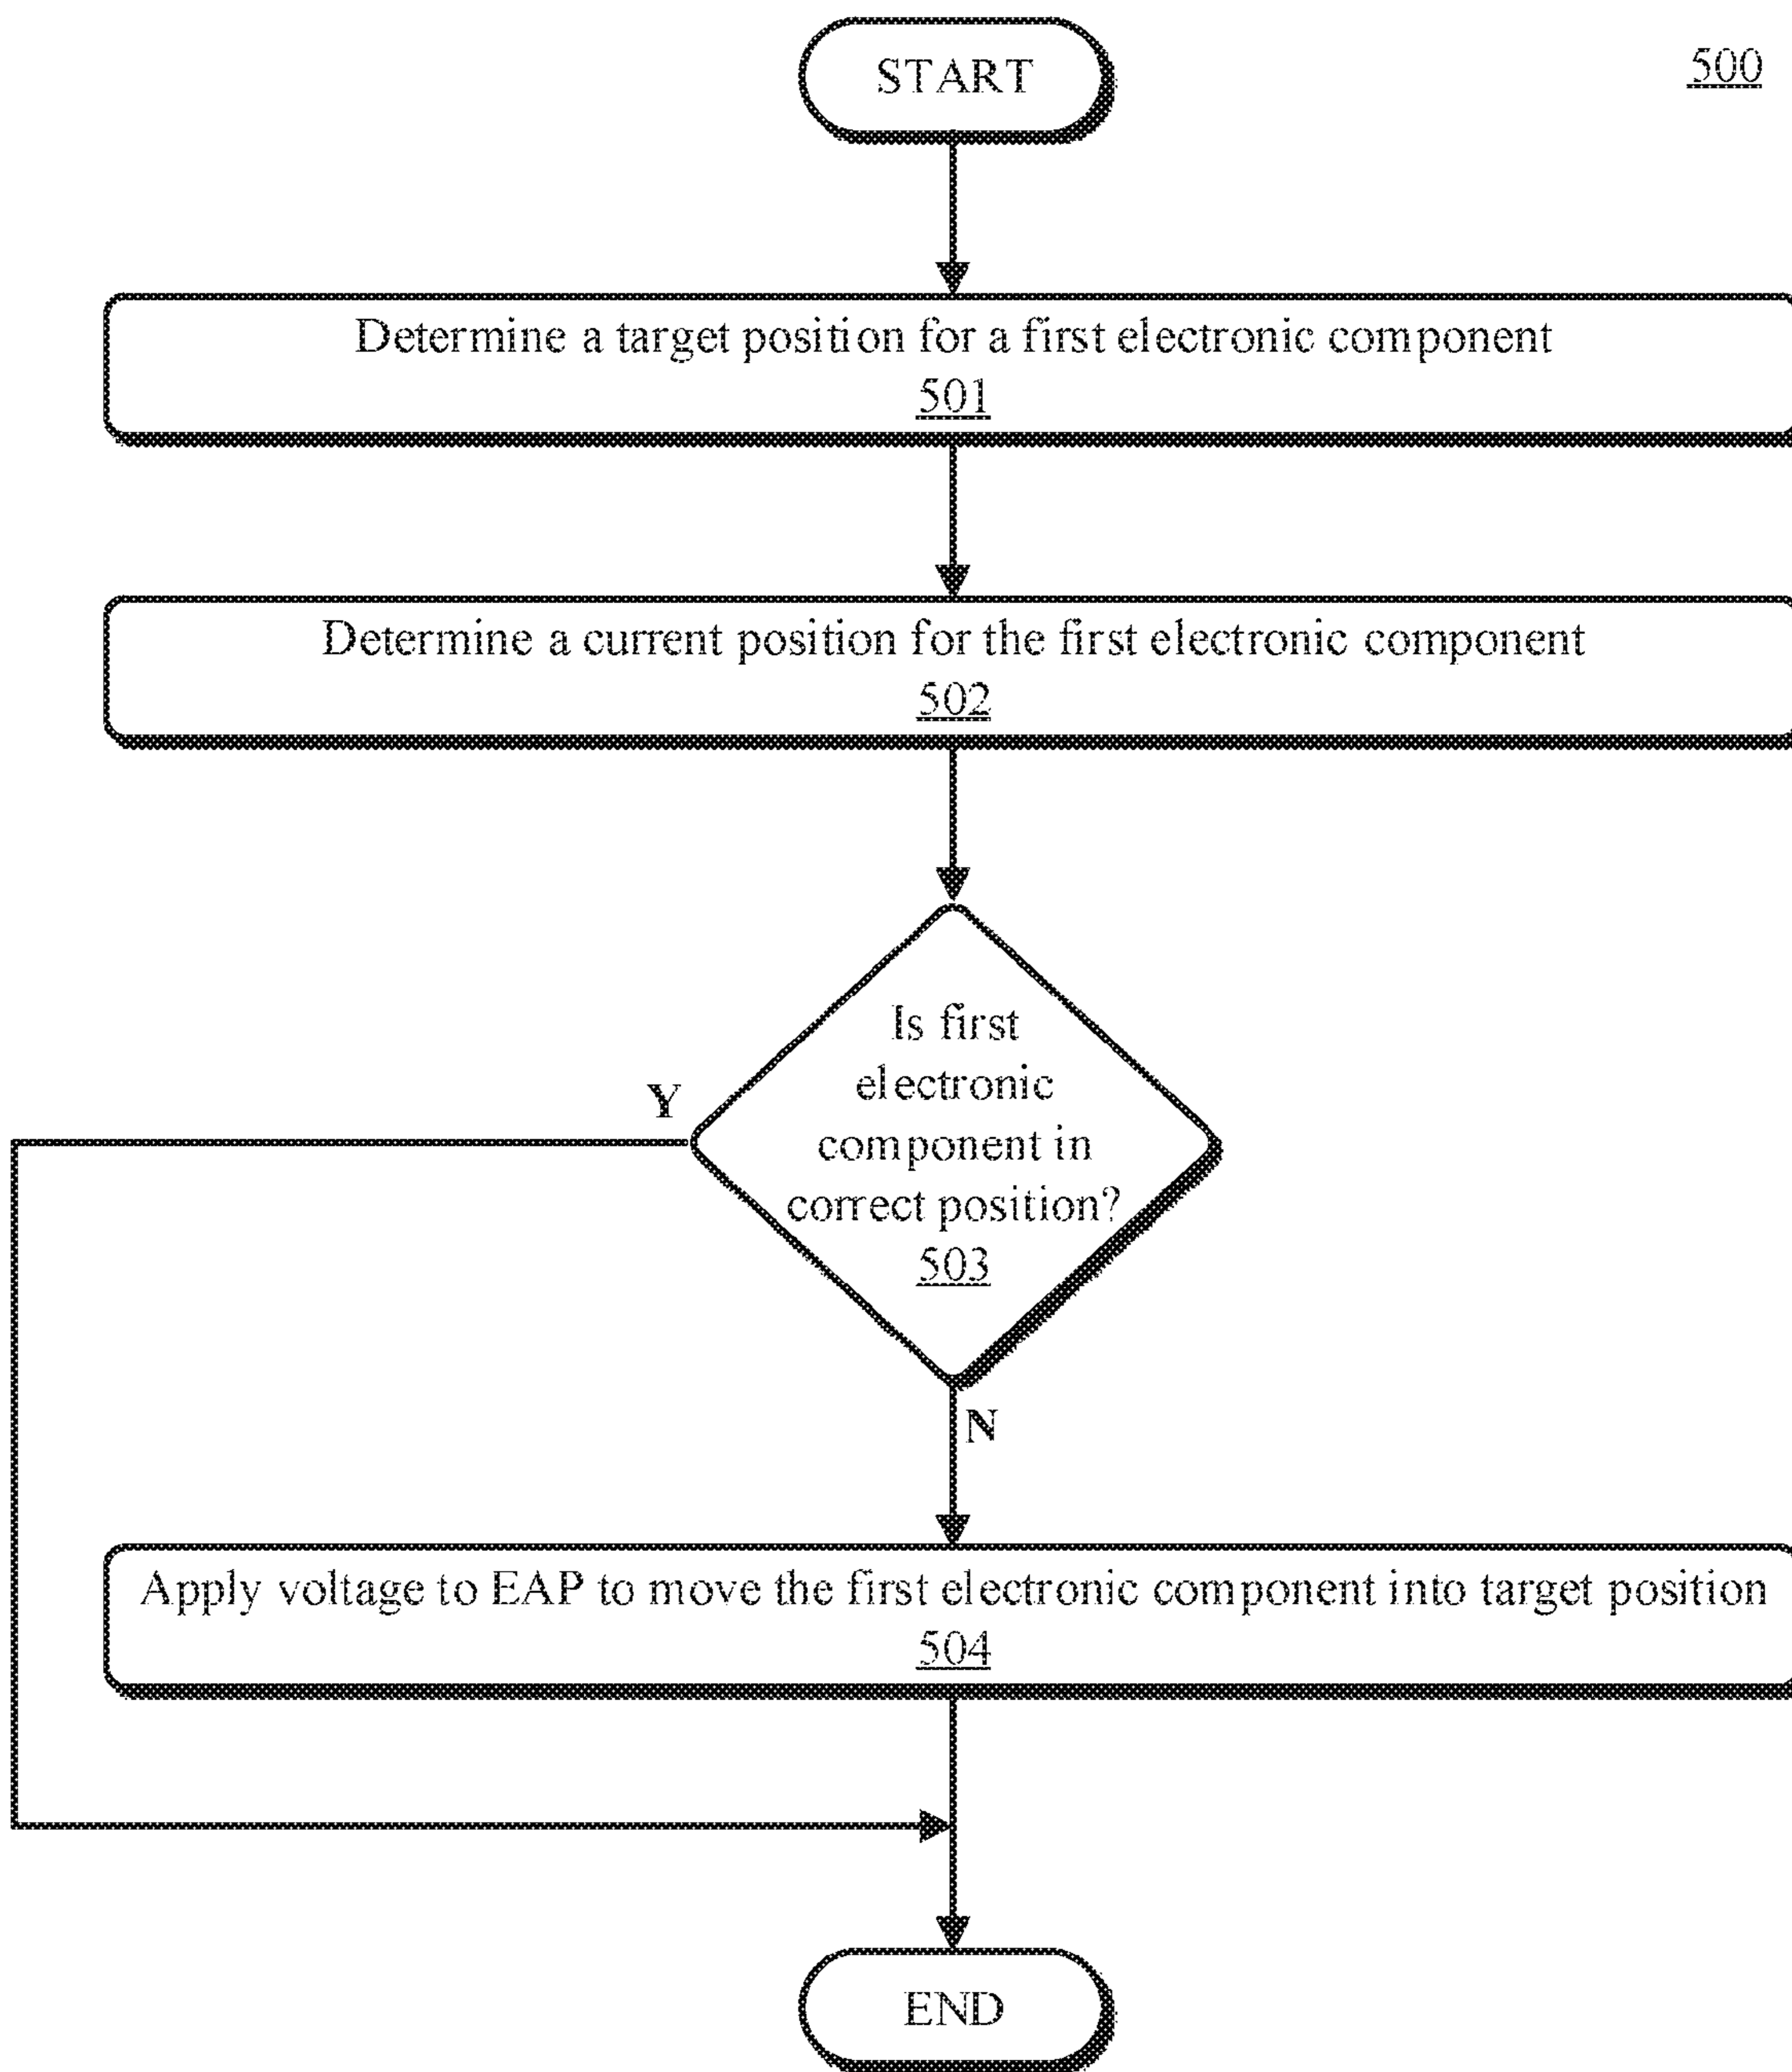 START
500
Determine a target position for a first electronic component
501
Determine a current position for the first electronic component
502
Is first
electronic
component in
correct position?
503
Y
N
Apply voltage to EAP to move the first electronic component into target position
504
END